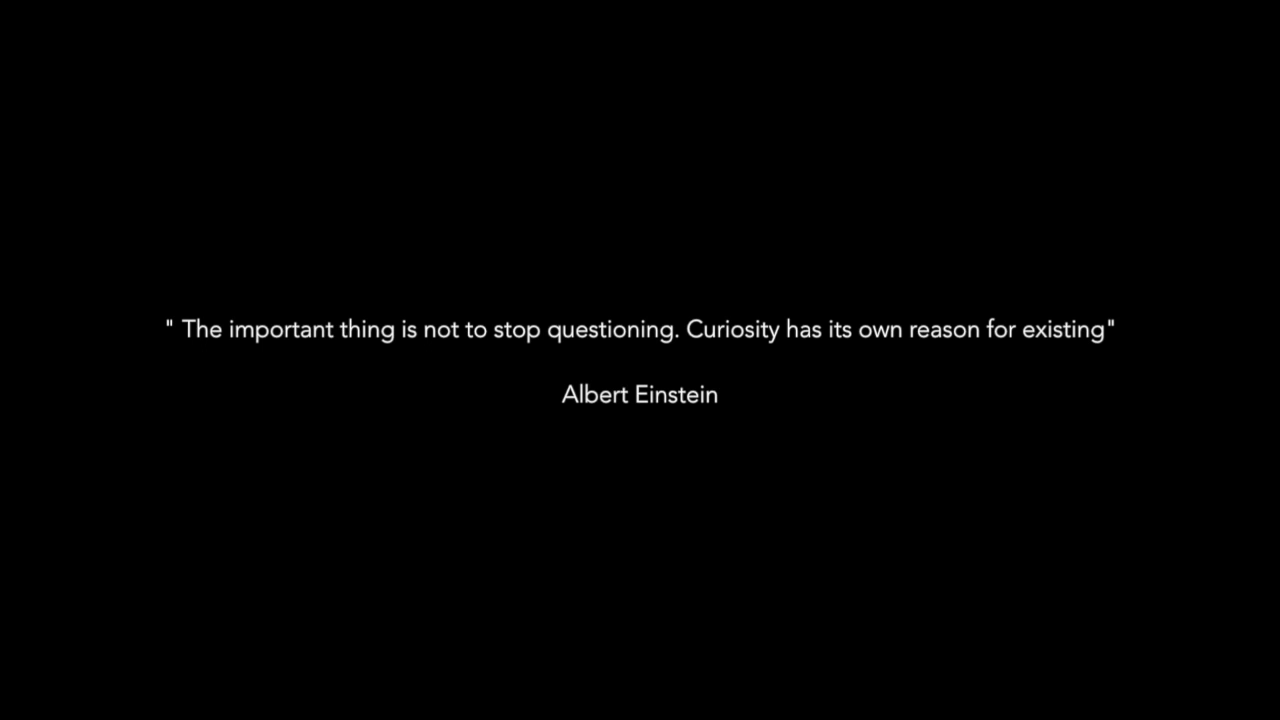 " The important thing is not to stop questioning. Curiosity has its own reason for existing"
Albert Einstein